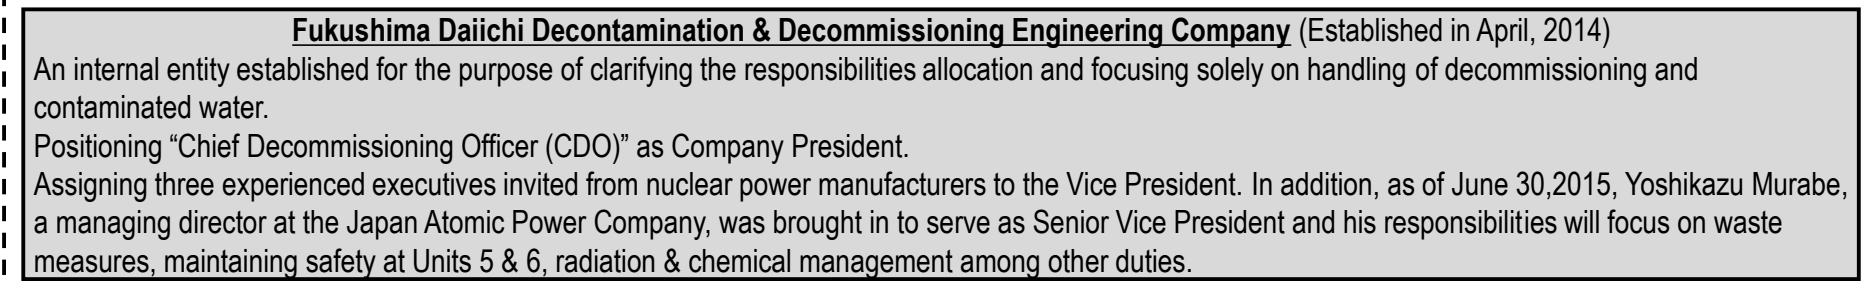 Fukushima Daiichi Decontamination & Decommissioning Engineering Company (Established in April, 2014)
An internal entity established for the purpose of clarifying the responsibilities allocation and focusing solely on handling of decommissioning and
contaminated water.
Positioning “Chief Decommissioning Officer (CDO)” as Company President.
Assigning three experienced executives invited from nuclear power manufacturers to the Vice President. In addition, as of June 30,2015, Yoshikazu Murabe,
a managing director at the Japan Atomic Power Company, was brought in to serve as Senior Vice President and his responsibilities will focus on waste
measures, maintaining safety at Units 5 & 6, radiation & chemical management among other duties.